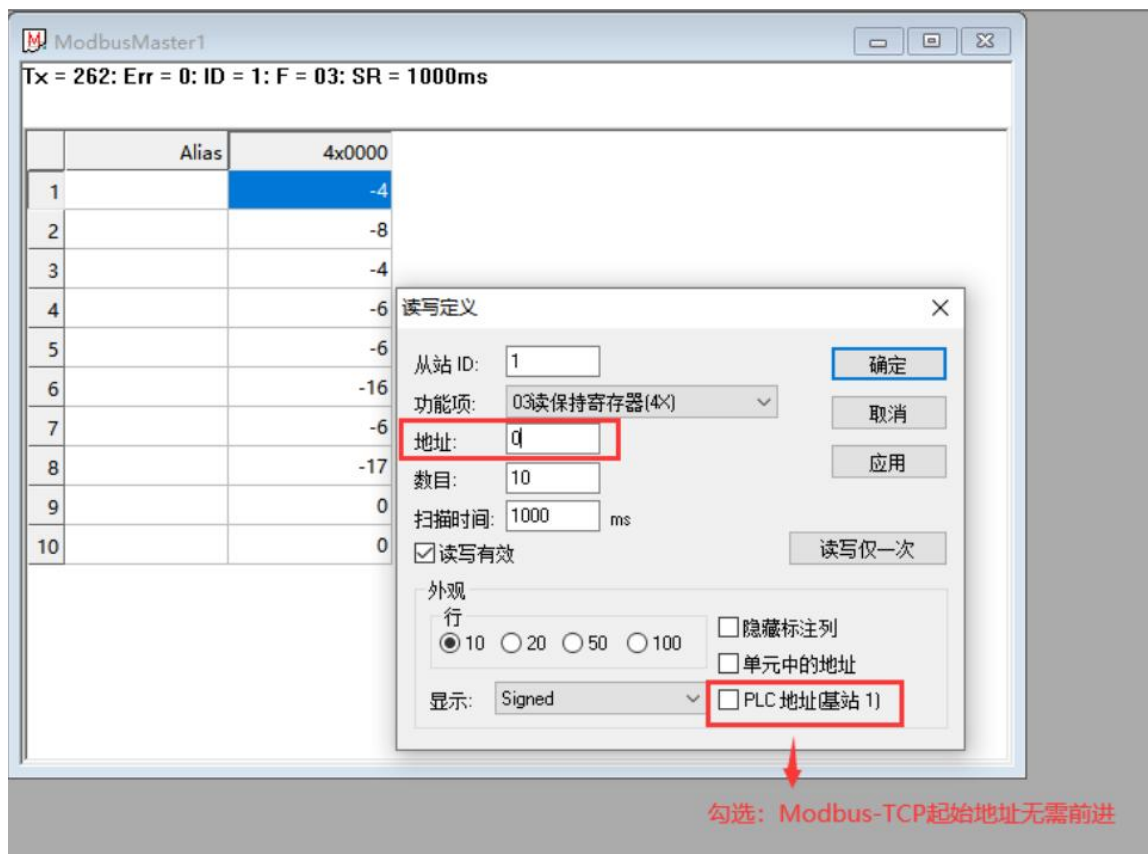 ModbusMaster1
Tx = 262: Err = 0: ID = 1: F = 03: SR = 1000ms
Alias 4x0000
1 -4
2 -8
3 -4
4 -6
5 -6
6 -16
7 -6
8 -17
9 0
10 0
读写定义
从站 ID: 1
确定
功能项: 03读保持寄存器(4X)
取消
地址: 0
应用
数目: 10
扫描时间: 1000 ms
读写有效
读写仅一次
外观
行
10 20 50 100
隐藏标注列
单元中的地址
显示: Signed
PLC 地址(基站 1)
勾选：Modbus-TCP起始地址无需前进